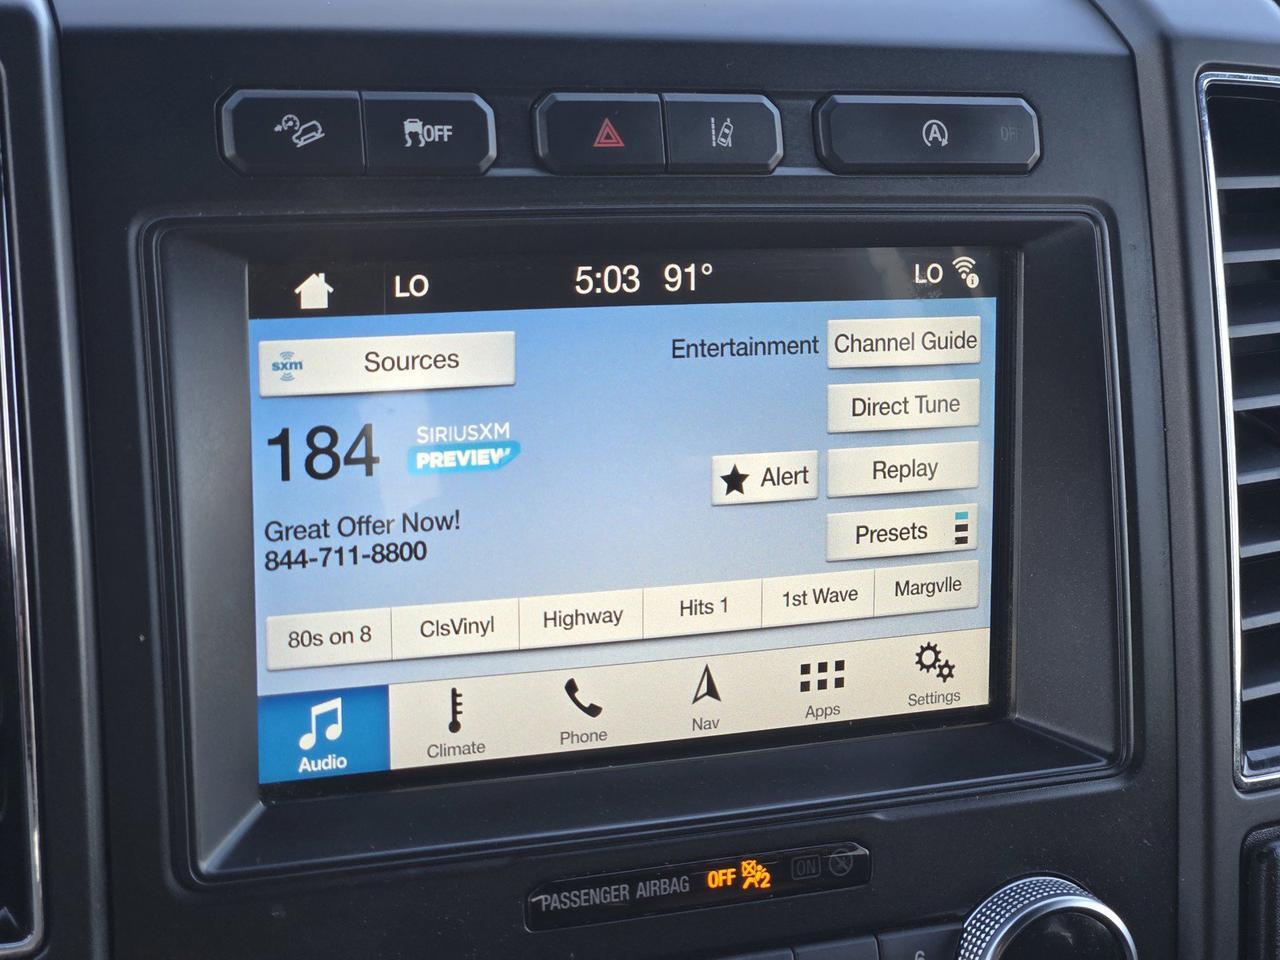 OFF
A OFF
LO 5:03 91° LO
sxm Sources
Entertainment Channel Guide
Direct Tune
184 SIRIUSXM
PREVIEW
Alert Replay
Great Offer Now!
844-711-8800
Presets
80s on 8 ClsVinyl Highway Hits 1 1st Wave Margvlle
Audio Climate Phone Nav Apps Settings
PASSENGER AIRBAG OFF 2 ON
6